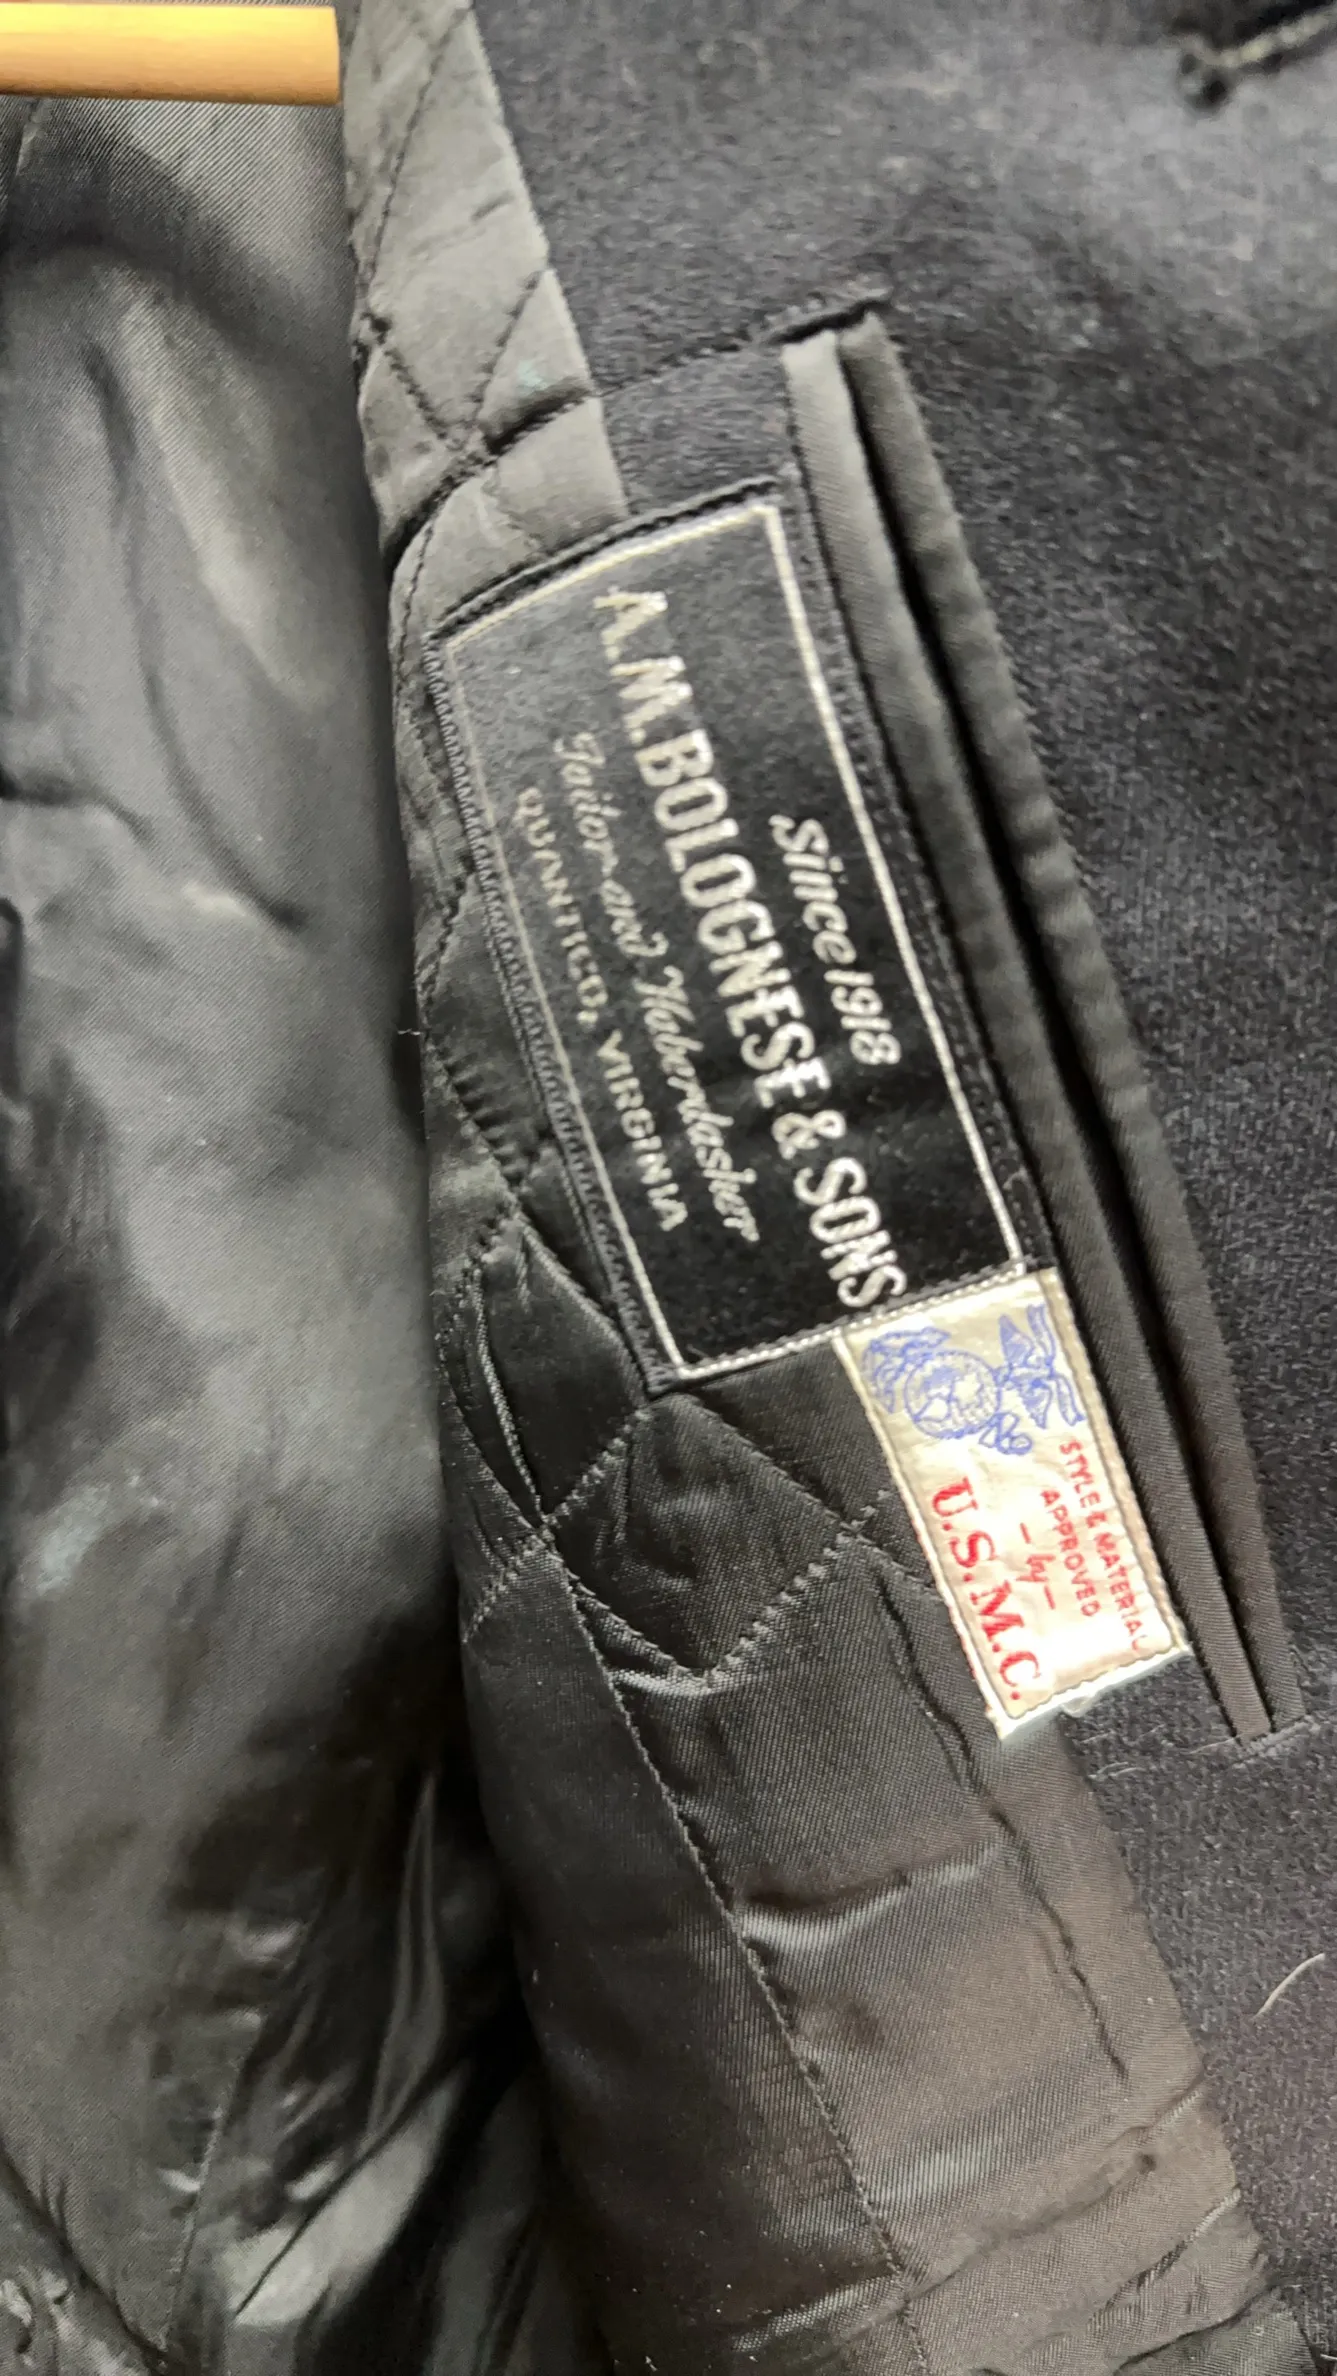 Since 1918
A.M. BOLOGNESE & SONS
Tailor and Haberdasher
QUANTICO, VIRGINIA
STYLE & MATERIAL
APPROVED
- by -
U.S.M.C.